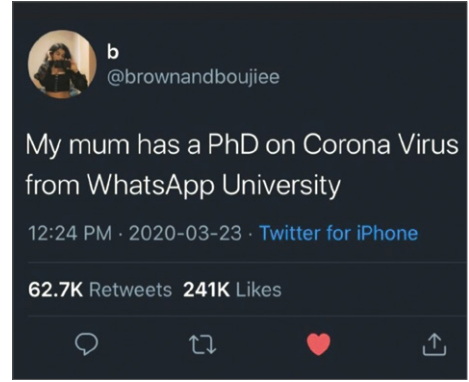 b
@brownandboujiee
My mum has a PhD on Corona Virus
from WhatsApp University
12:24 PM · 2020-03-23 · Twitter for iPhone
62.7K Retweets 241K Likes